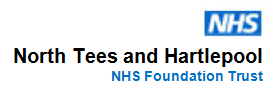 NHS
North Tees and Hartlepool
NHS Foundation Trust